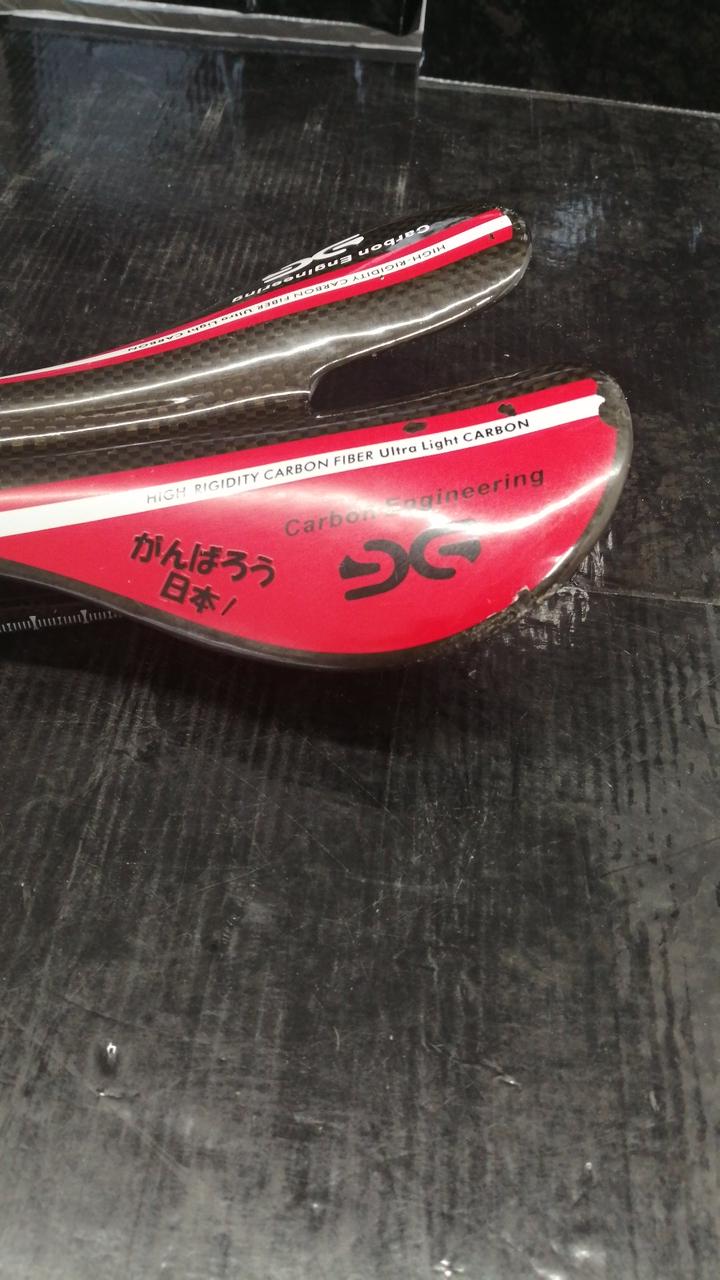 Carbon Engineering
HIGH-RIGIDITY CARBON FIBER Ultra Light CARBON
HIGH RIGIDITY CARBON FIBER Ultra Light CARBON
Carbon Engineering
がんばろう
日本!